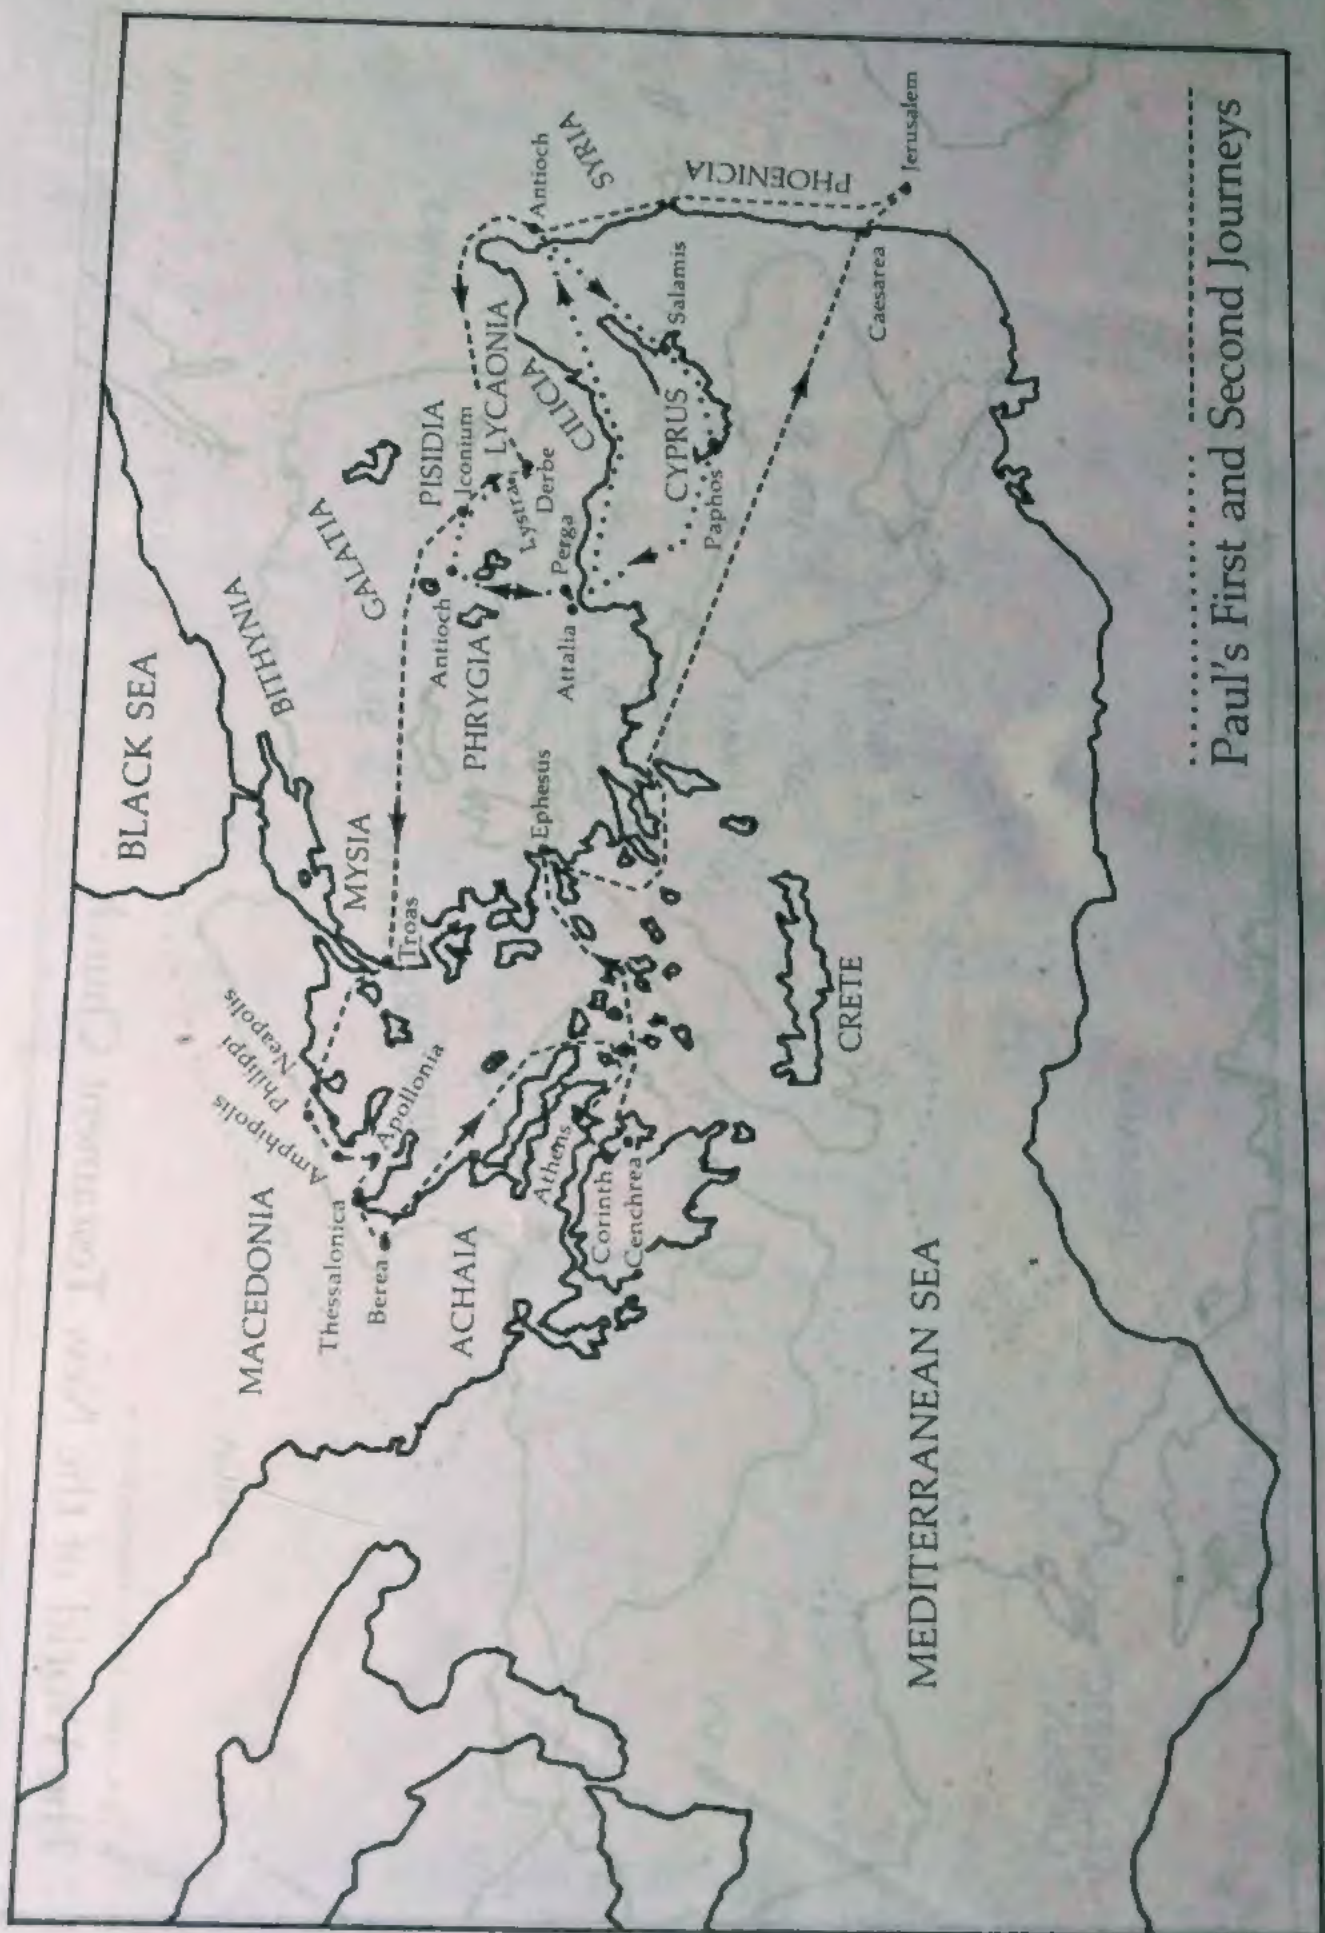 BLACK SEA
BITHYNIA
GALATIA
MYSIA
PISIDIA
Iconium
LYCAONIA
Lystra
Derbe
CILICIA
Antioch
SYRIA
PHRYGIA
Antioch
Perga
Attalia
Ephesus
Troas
Neapolis
Philippi
Amphipolis
Apollonia
MACEDONIA
Thessalonica
Berea
ACHAIA
Athens
Corinth
Cenchrea
CYPRUS
Salamis
Paphos
PHOENICIA
Caesarea
Jerusalem
CRETE
MEDITERRANEAN SEA
Paul's First and Second Journeys